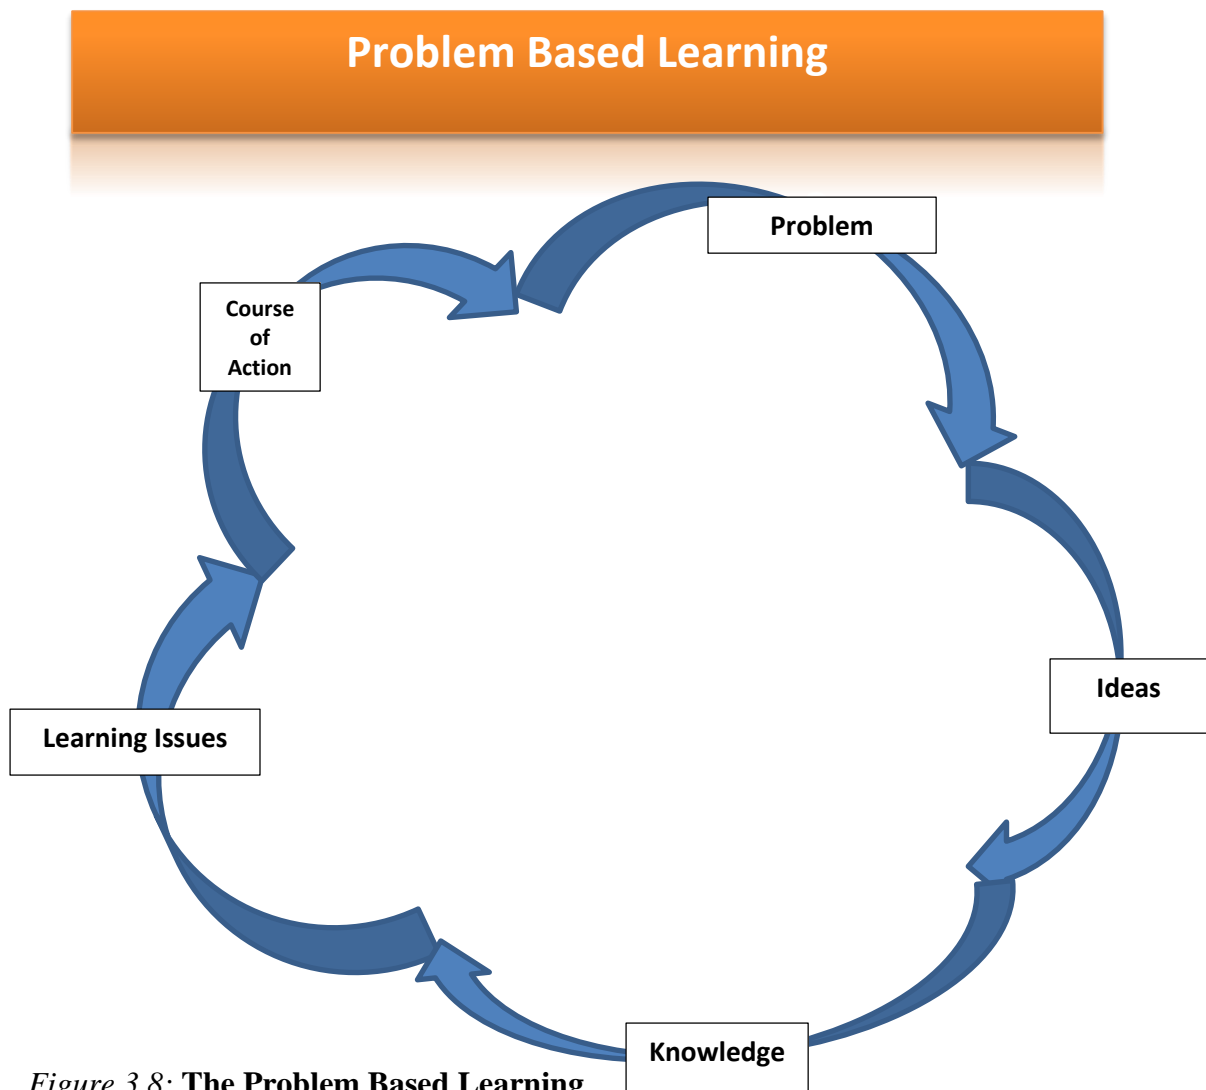 Problem Based Learning
Problem
Course
of
Action
Ideas
Learning Issues
Knowledge
Figure 3.8: The Problem Based Learning